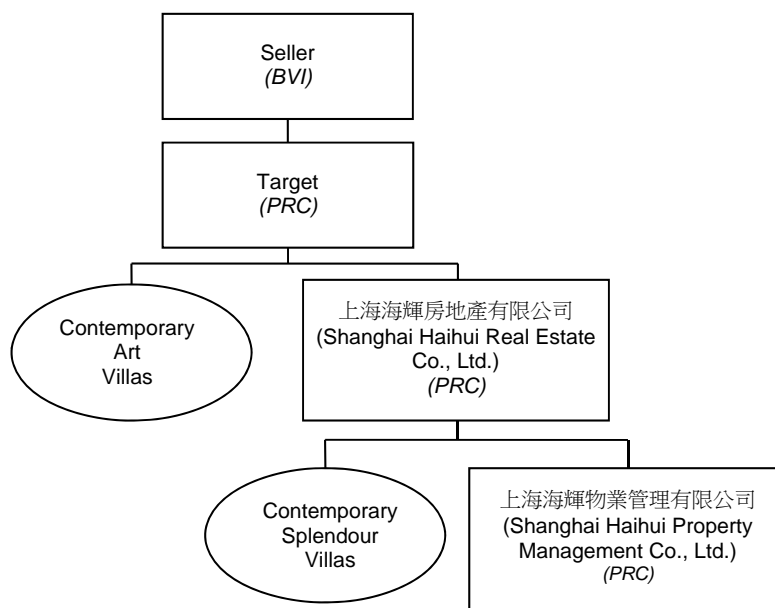 Seller
(BVI)
Target
(PRC)
Contemporary
Art
Villas
上海海輝房地產有限公司
(Shanghai Haihui Real Estate
Co., Ltd.)
(PRC)
Contemporary
Splendour
Villas
上海海輝物業管理有限公司
(Shanghai Haihui Property
Management Co., Ltd.)
(PRC)